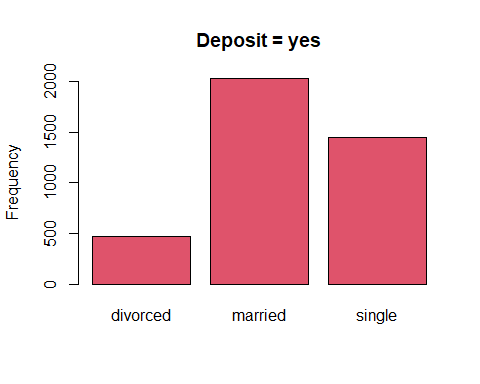 Deposit = yes
Frequency
2000
1500
1000
500
0
divorced married single